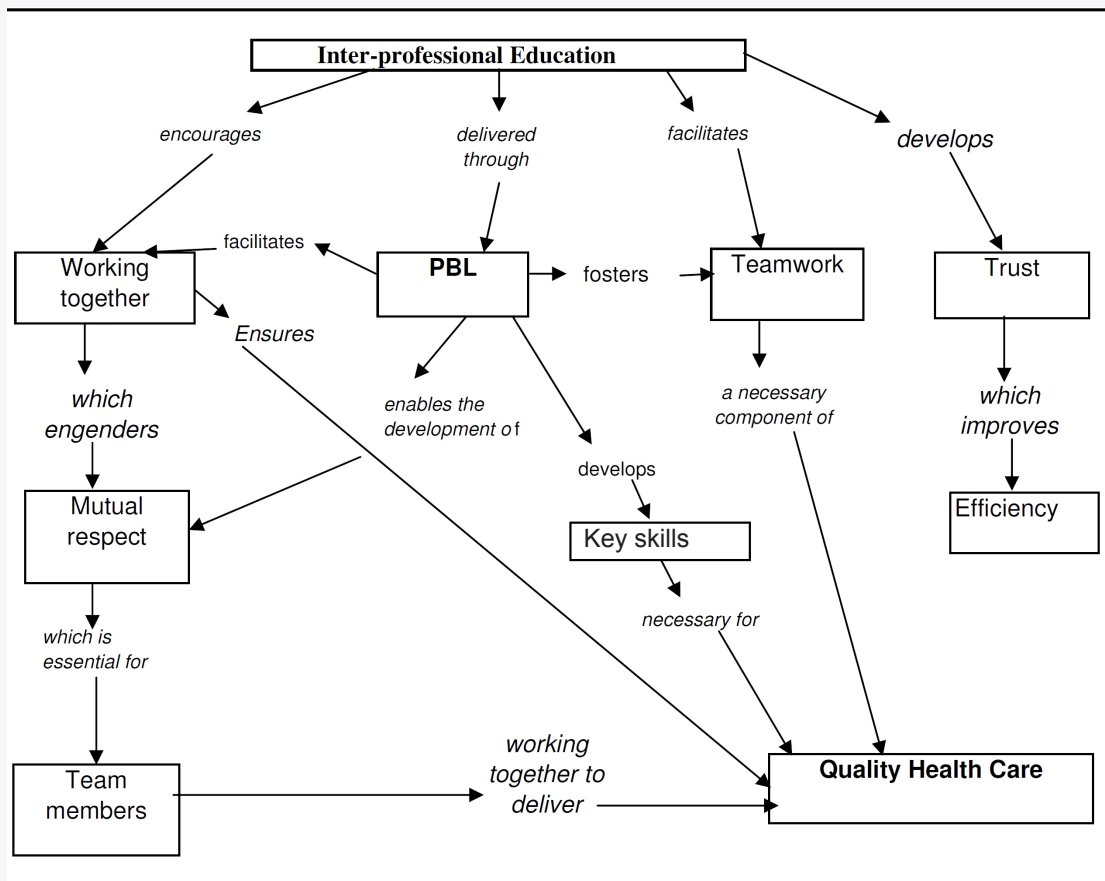 Inter-professional Education
encourages
delivered
through
facilitates
develops
facilitates
Working
together
PBL
fosters
Teamwork
Trust
Ensures
which
engenders
enables the
development of
a necessary
component of
which
improves
develops
Mutual
respect
Key skills
Efficiency
which is
essential for
necessary for
Team
members
working
together to
deliver
Quality Health Care